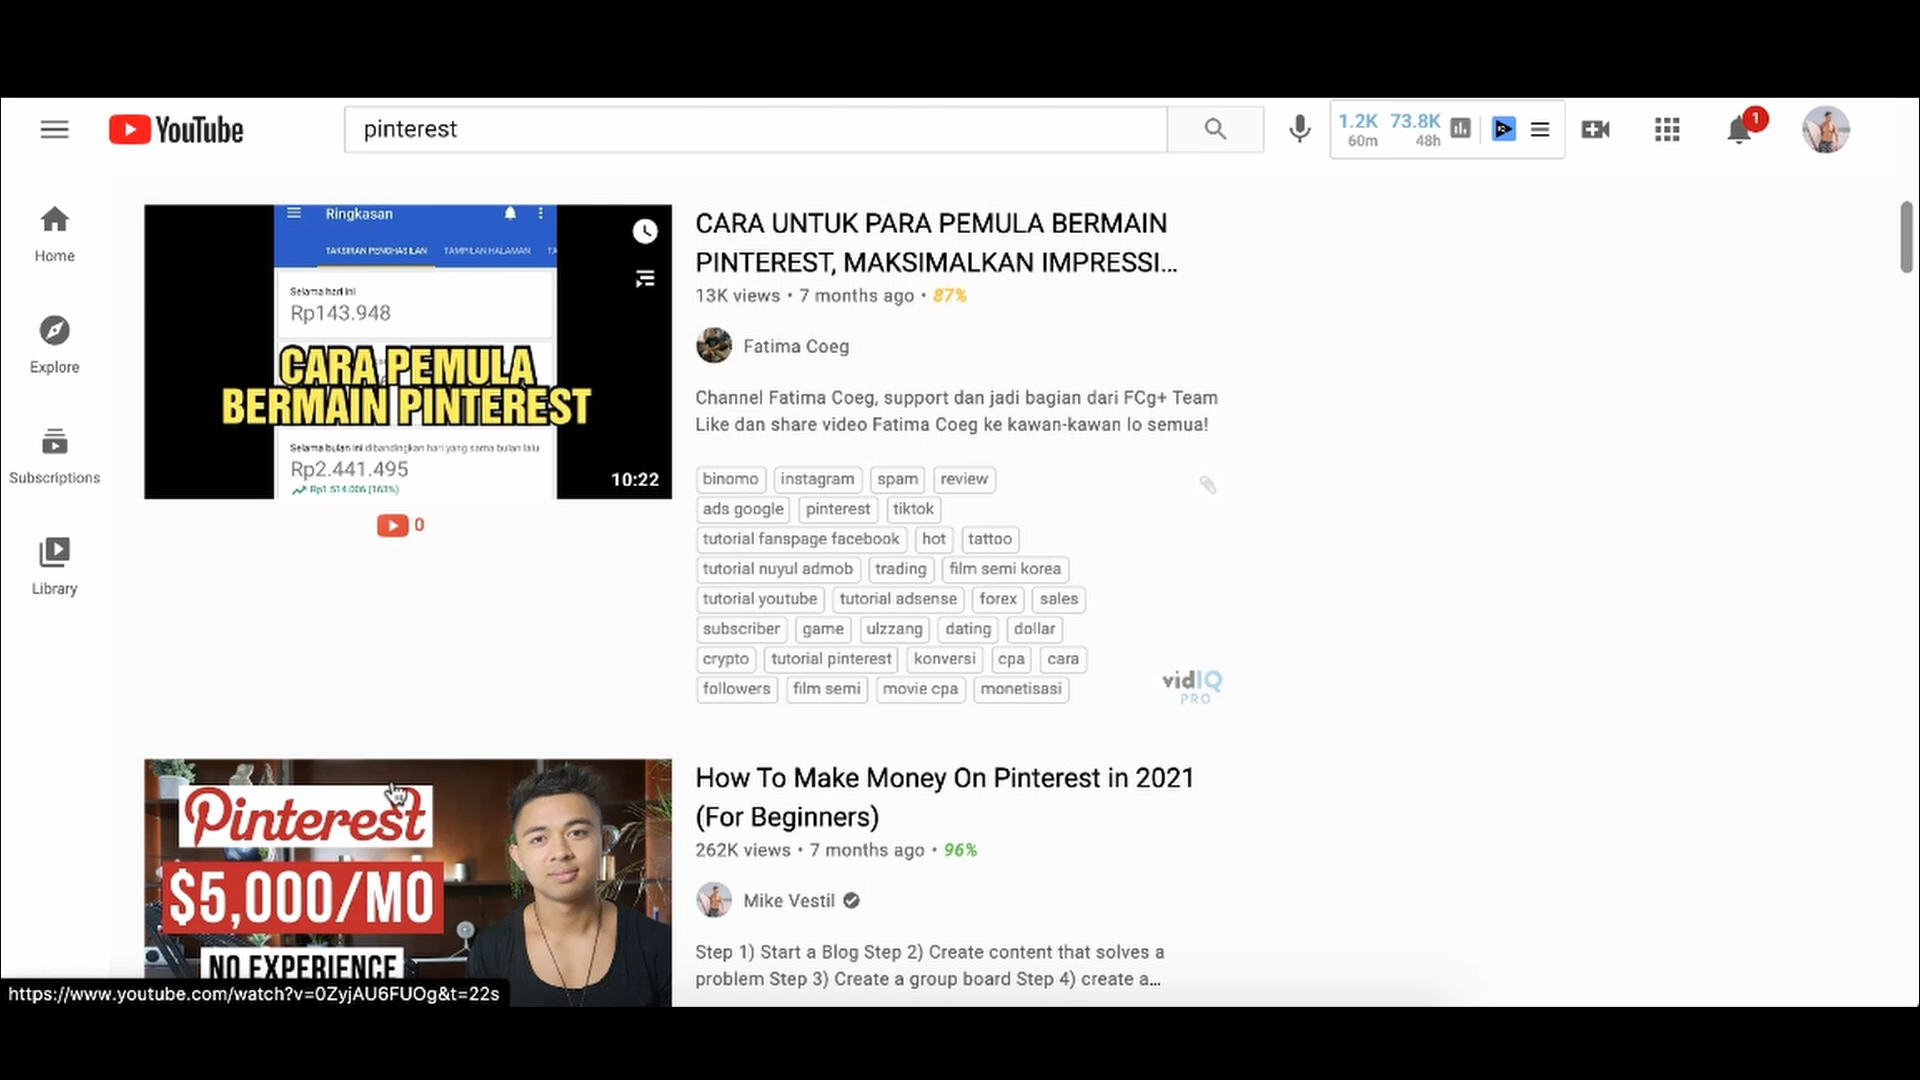 YouTube
pinterest
1.2K 73.8K
60m 48h
1
Home
Explore
Subscriptions
Library
Ringkasan
TAKSIRAN PENGHASILAN TAMPILAN HALAMAN
Selama hari ini
Rp143.948
CARA PEMULA
BERMAIN PINTEREST
Selama bulan ini dibandingkan hari yang sama bulan lalu
Rp2.441.495
Rp1.514.006 (163%)
10:22
0
CARA UNTUK PARA PEMULA BERMAIN
PINTEREST, MAKSIMALKAN IMPRESSI...
13K views • 7 months ago • 87%
Fatima Coeg
Channel Fatima Coeg, support dan jadi bagian dari FCg+ Team
Like dan share video Fatima Coeg ke kawan-kawan lo semua!
binomo instagram spam review
ads google pinterest tiktok
tutorial fanspage facebook hot tattoo
tutorial nuyul admob trading film semi korea
tutorial youtube tutorial adsense forex sales
subscriber game ulzzang dating dollar
crypto tutorial pinterest konversi cpa cara
followers film semi movie cpa monetisasi
vidIQ
PRO
Pinterest
$5,000/MO
NO EXPERIENCE
How To Make Money On Pinterest in 2021
(For Beginners)
262K views • 7 months ago • 96%
Mike Vestil
Step 1) Start a Blog Step 2) Create content that solves a
problem Step 3) Create a group board Step 4) create a...
https://www.youtube.com/watch?v=0ZyjAU6FUOg&t=22s